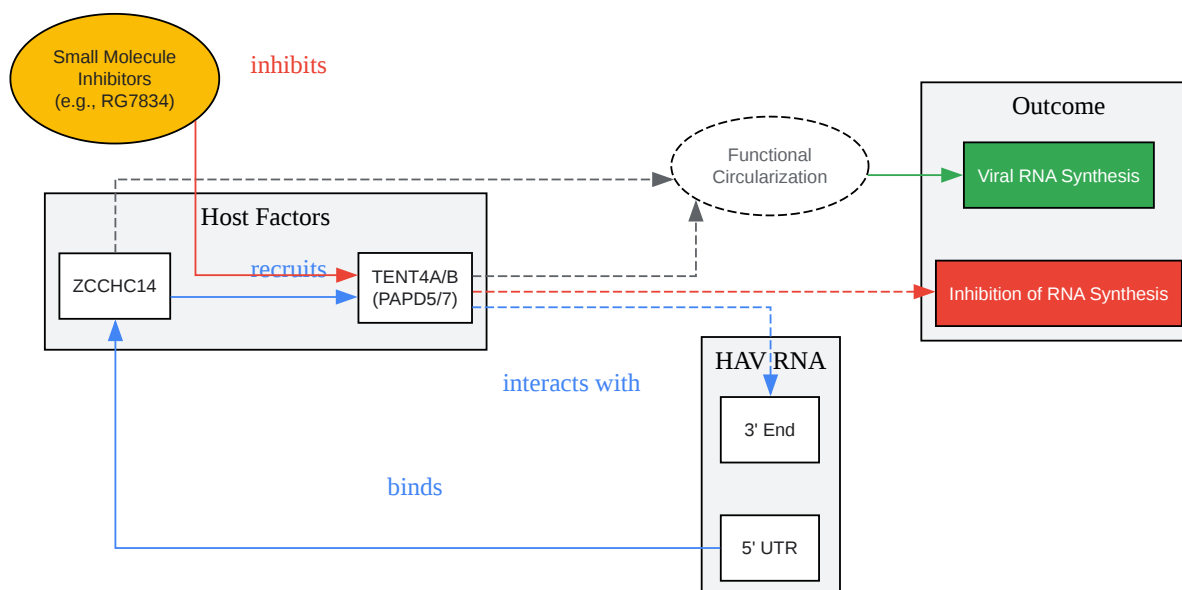 Small Molecule
Inhibitors
(e.g., RG7834)
inhibits
Functional
Circularization
Outcome
Viral RNA Synthesis
Inhibition of RNA Synthesis
Host Factors
ZCCHC14
recruits
TENT4A/B
(PAPD5/7)
interacts with
binds
HAV RNA
3' End
5' UTR